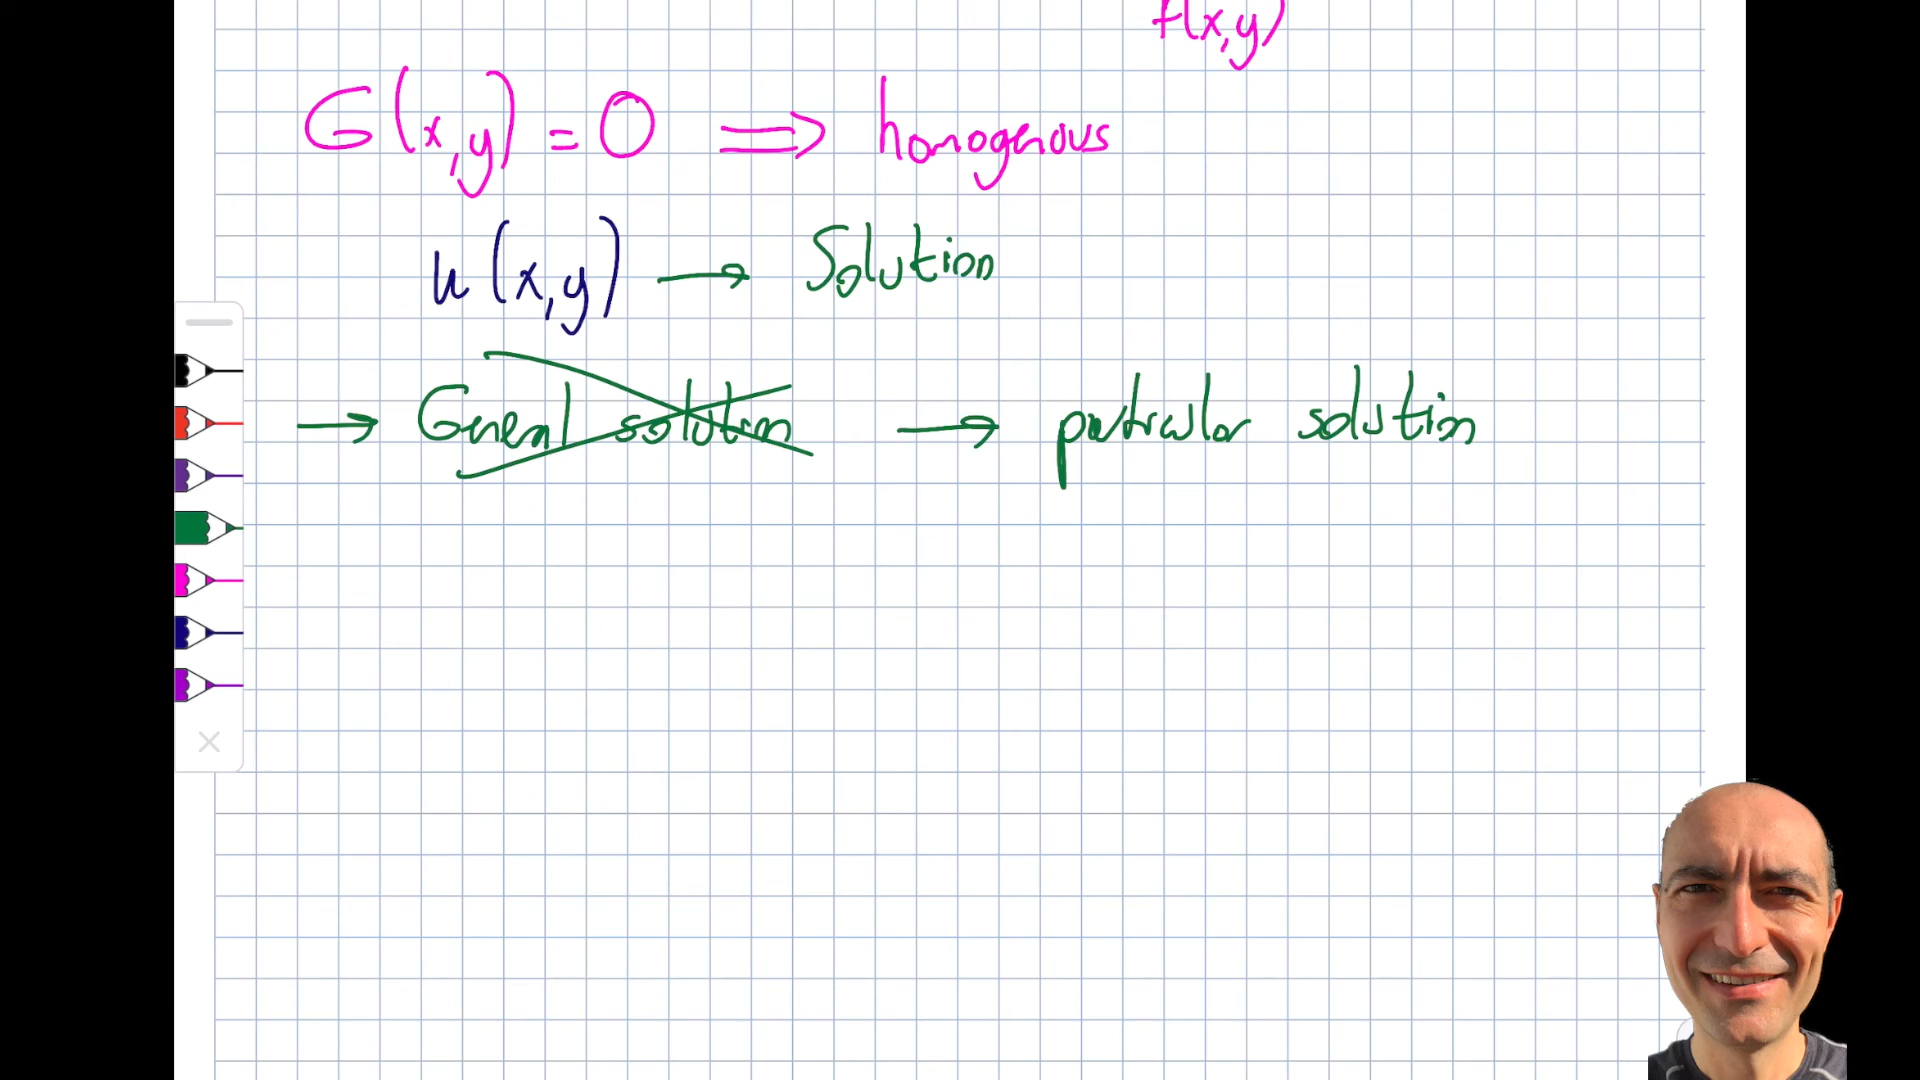 f(x,y)
G(x,y) = 0 ⟹ homogenous
u(x,y) → Solution
→ General solution → particular solution